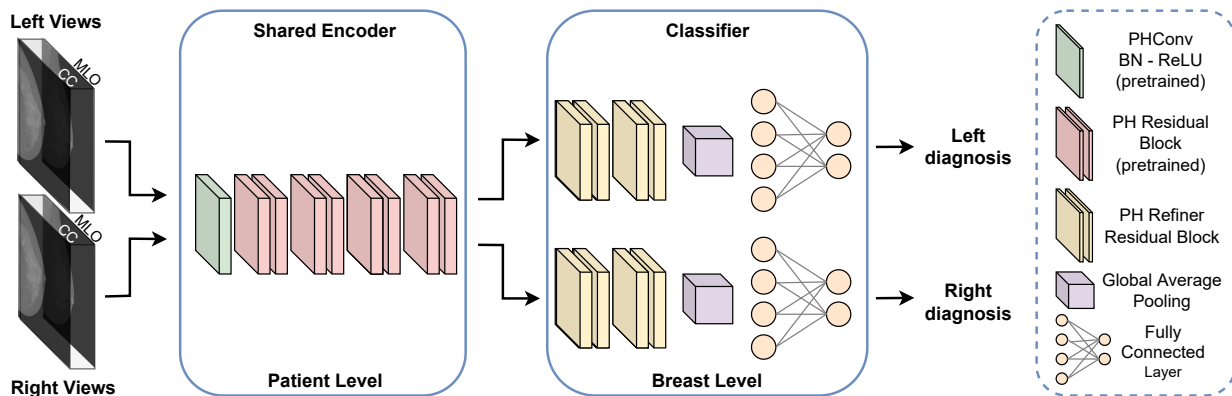 Left Views
MLO
CC
MLO
CC
Right Views
Shared Encoder
Patient Level
Classifier
Breast Level
Left
diagnosis
Right
diagnosis
PHConv
BN - ReLU
(pretrained)
PH Residual
Block
(pretrained)
PH Refiner
Residual Block
Global Average
Pooling
Fully
Connected
Layer